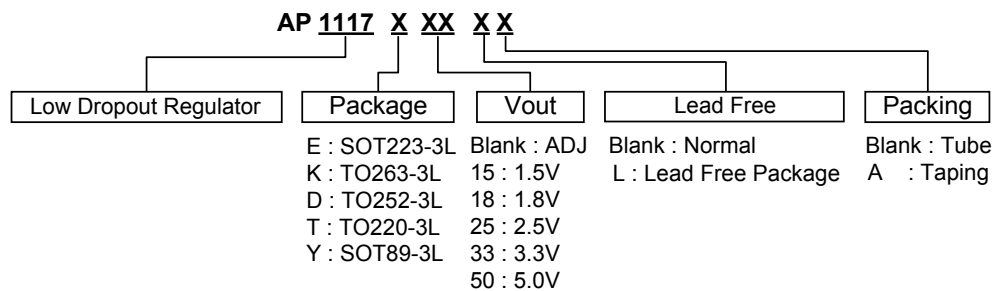 AP 1117 X XX X X
Low Dropout Regulator Package Vout Lead Free Packing
E : SOT223-3L Blank : ADJ Blank : Normal Blank : Tube
K : TO263-3L 15 : 1.5V L : Lead Free Package A : Taping
D : TO252-3L 18 : 1.8V
T : TO220-3L 25 : 2.5V
Y : SOT89-3L 33 : 3.3V
50 : 5.0V